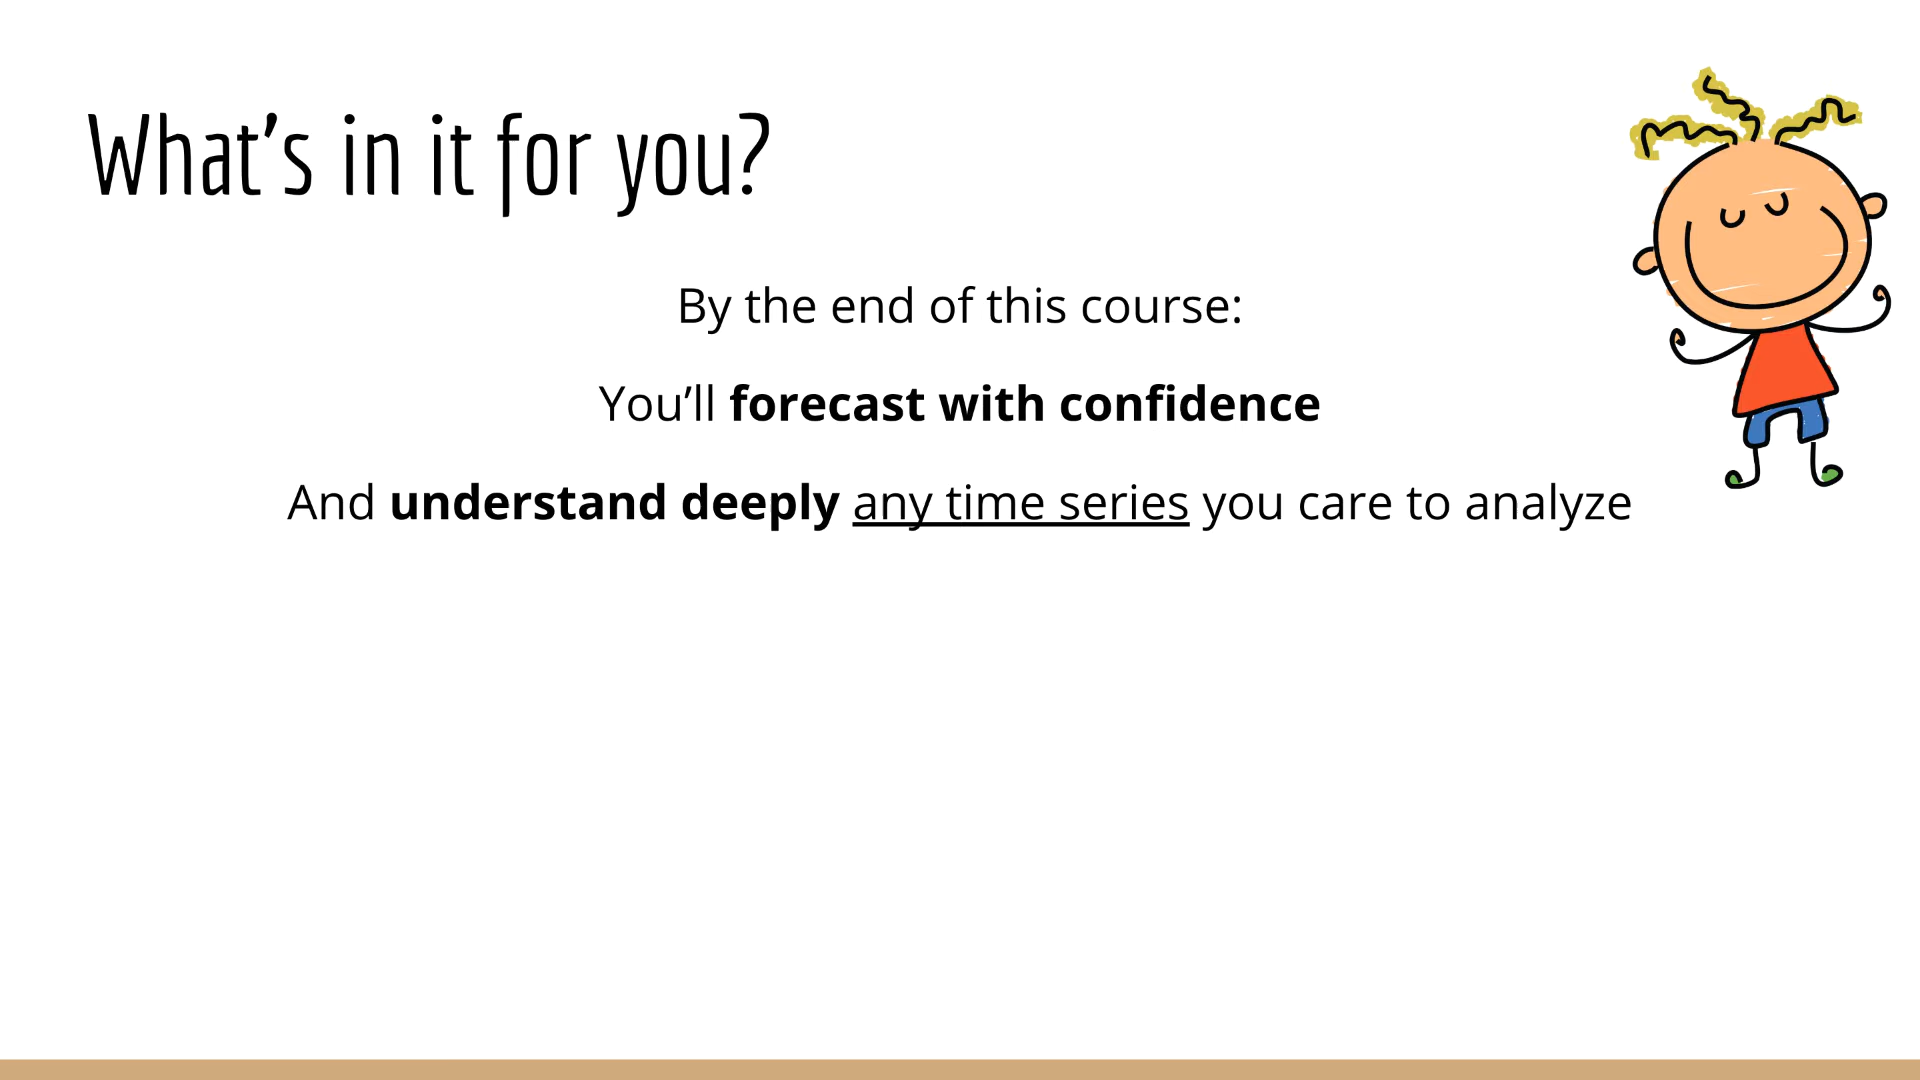 What’s in it for you?
By the end of this course:
You’ll forecast with confidence
And understand deeply any time series you care to analyze